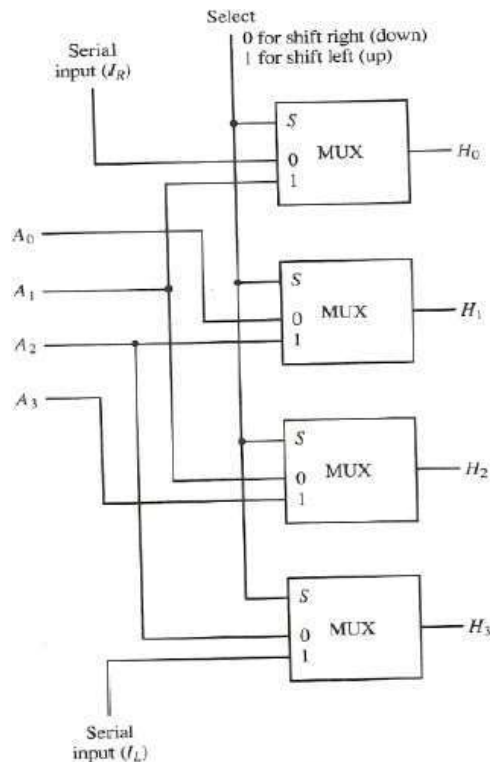 Select
0 for shift right (down)
1 for shift left (up)
Serial
input (I_R)
S
0
1
MUX
H_0
A_0
A_1
A_2
A_3
S
0
1
MUX
H_1
S
0
1
MUX
H_2
S
0
1
MUX
H_3
Serial
input (I_L)